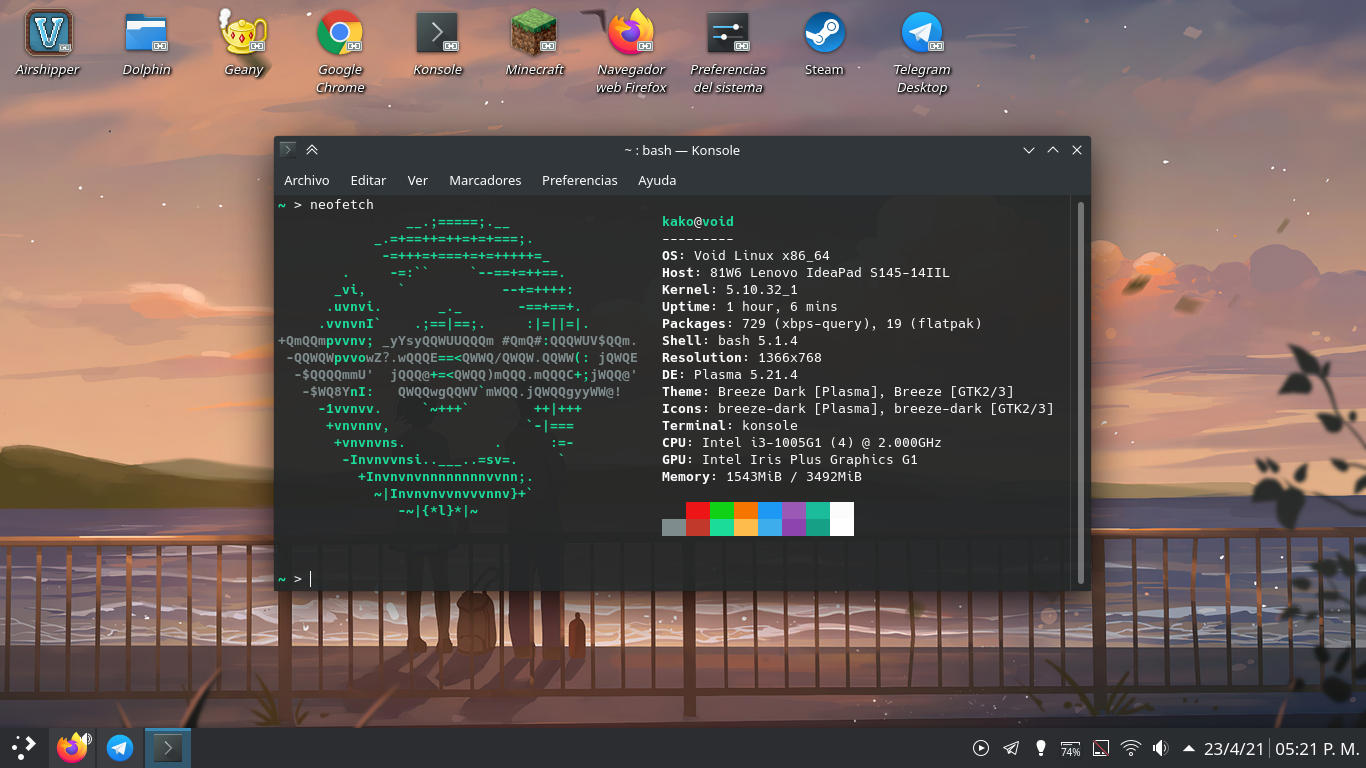 Airshipper
Dolphin
Geany
Google
Chrome
Konsole
Minecraft
Navegador
web Firefox
Preferencias
del sistema
Steam
Telegram
Desktop
~ : bash — Konsole
Archivo Editar Ver Marcadores Preferencias Ayuda
~ > neofetch
kako@void
---------
OS: Void Linux x86_64
Host: 81W6 Lenovo IdeaPad S145-14IIL
Kernel: 5.10.32_1
Uptime: 1 hour, 6 mins
Packages: 729 (xbps-query), 19 (flatpak)
Shell: bash 5.1.4
Resolution: 1366x768
DE: Plasma 5.21.4
Theme: Breeze Dark [Plasma], Breeze [GTK2/3]
Icons: breeze-dark [Plasma], breeze-dark [GTK2/3]
Terminal: konsole
CPU: Intel i3-1005G1 (4) @ 2.000GHz
GPU: Intel Iris Plus Graphics G1
Memory: 1543MiB / 3492MiB
~ >
74%
23/4/21 05:21 P. M.